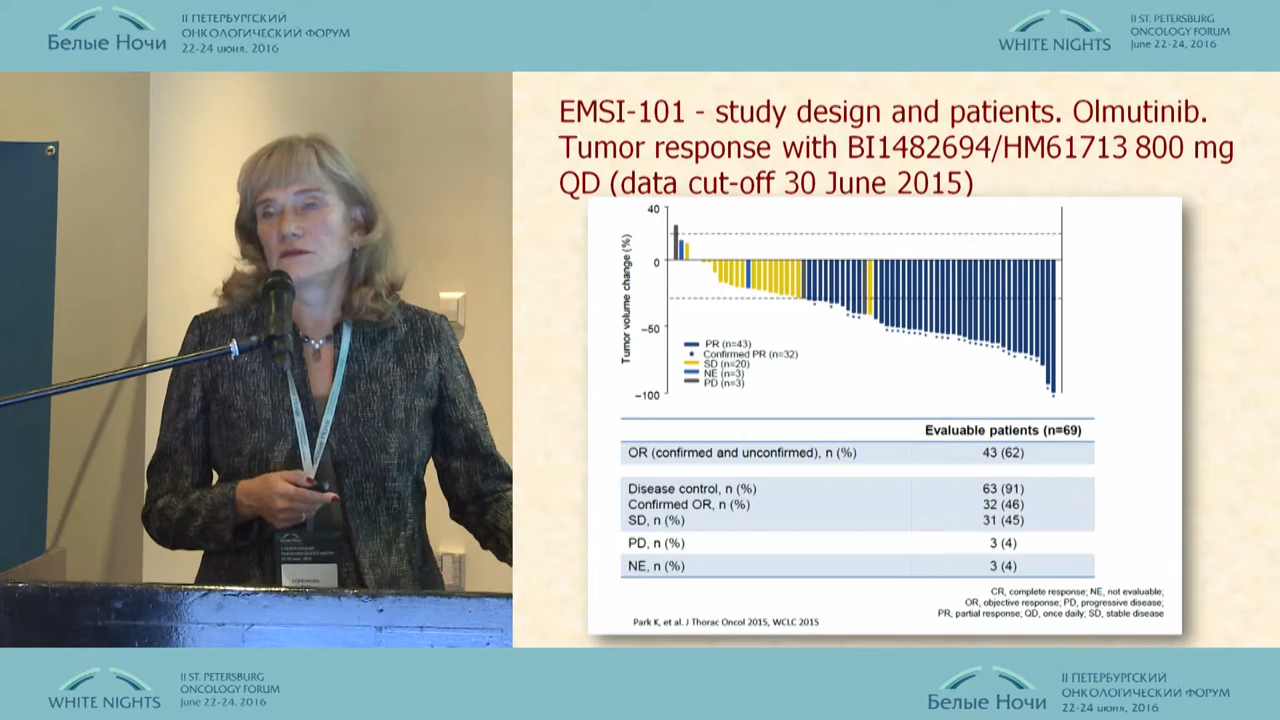 II ПЕТЕРБУРГСКИЙ
ОНКОЛОГИЧЕСКИЙ ФОРУМ
Белые Ночи
22-24 июня, 2016
II ST. PETERSBURG
ONCOLOGY FORUM
WHITE NIGHTS
June 22-24, 2016
EMSI-101 - study design and patients. Olmutinib.
Tumor response with BI1482694/HM61713 800 mg
QD (data cut-off 30 June 2015)
Tumor volume change (%)
40
0
−50
−100
PR (n=43)
Confirmed PR (n=32)
SD (n=20)
NE (n=3)
PD (n=3)
Evaluable patients (n=69)
OR (confirmed and unconfirmed), n (%) 43 (62)
Disease control, n (%) 63 (91)
Confirmed OR, n (%) 32 (46)
SD, n (%) 31 (45)
PD, n (%) 3 (4)
NE, n (%) 3 (4)
CR, complete response; NE, not evaluable;
OR, objective response; PD, progressive disease;
PR, partial response; QD, once daily; SD, stable disease
Park K, et al. J Thorac Oncol 2015, WCLC 2015
II ST. PETERSBURG
ONCOLOGY FORUM
WHITE NIGHTS
June 22-24, 2016
II ПЕТЕРБУРГСКИЙ
ОНКОЛОГИЧЕСКИЙ ФОРУМ
Белые Ночи
22-24 июня, 2016